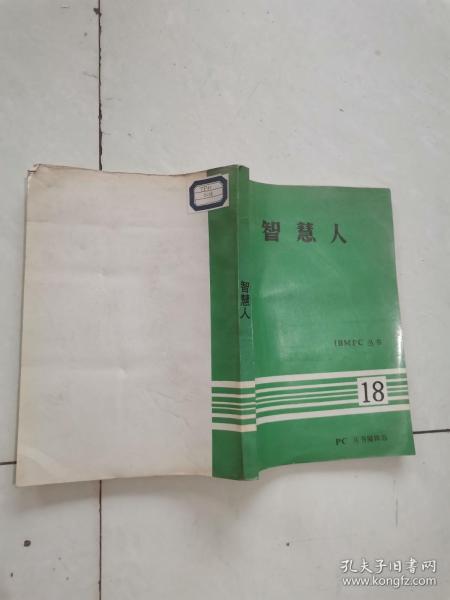 智慧人
智慧人
IBMPC 丛书
18
PC 丛书编辑部
孔夫子旧书网
www.kongfz.com